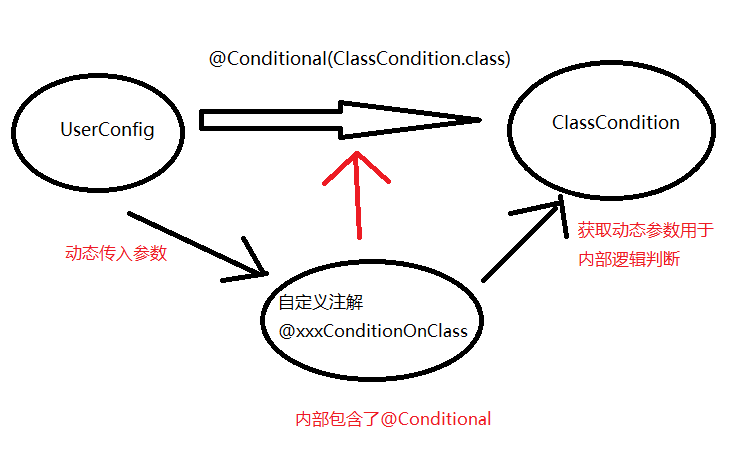 @Conditional(ClassCondition.class)
UserConfig
ClassCondition
动态传入参数
获取动态参数用于
内部逻辑判断
自定义注解
@xxxConditionOnClass
内部包含了@Conditional